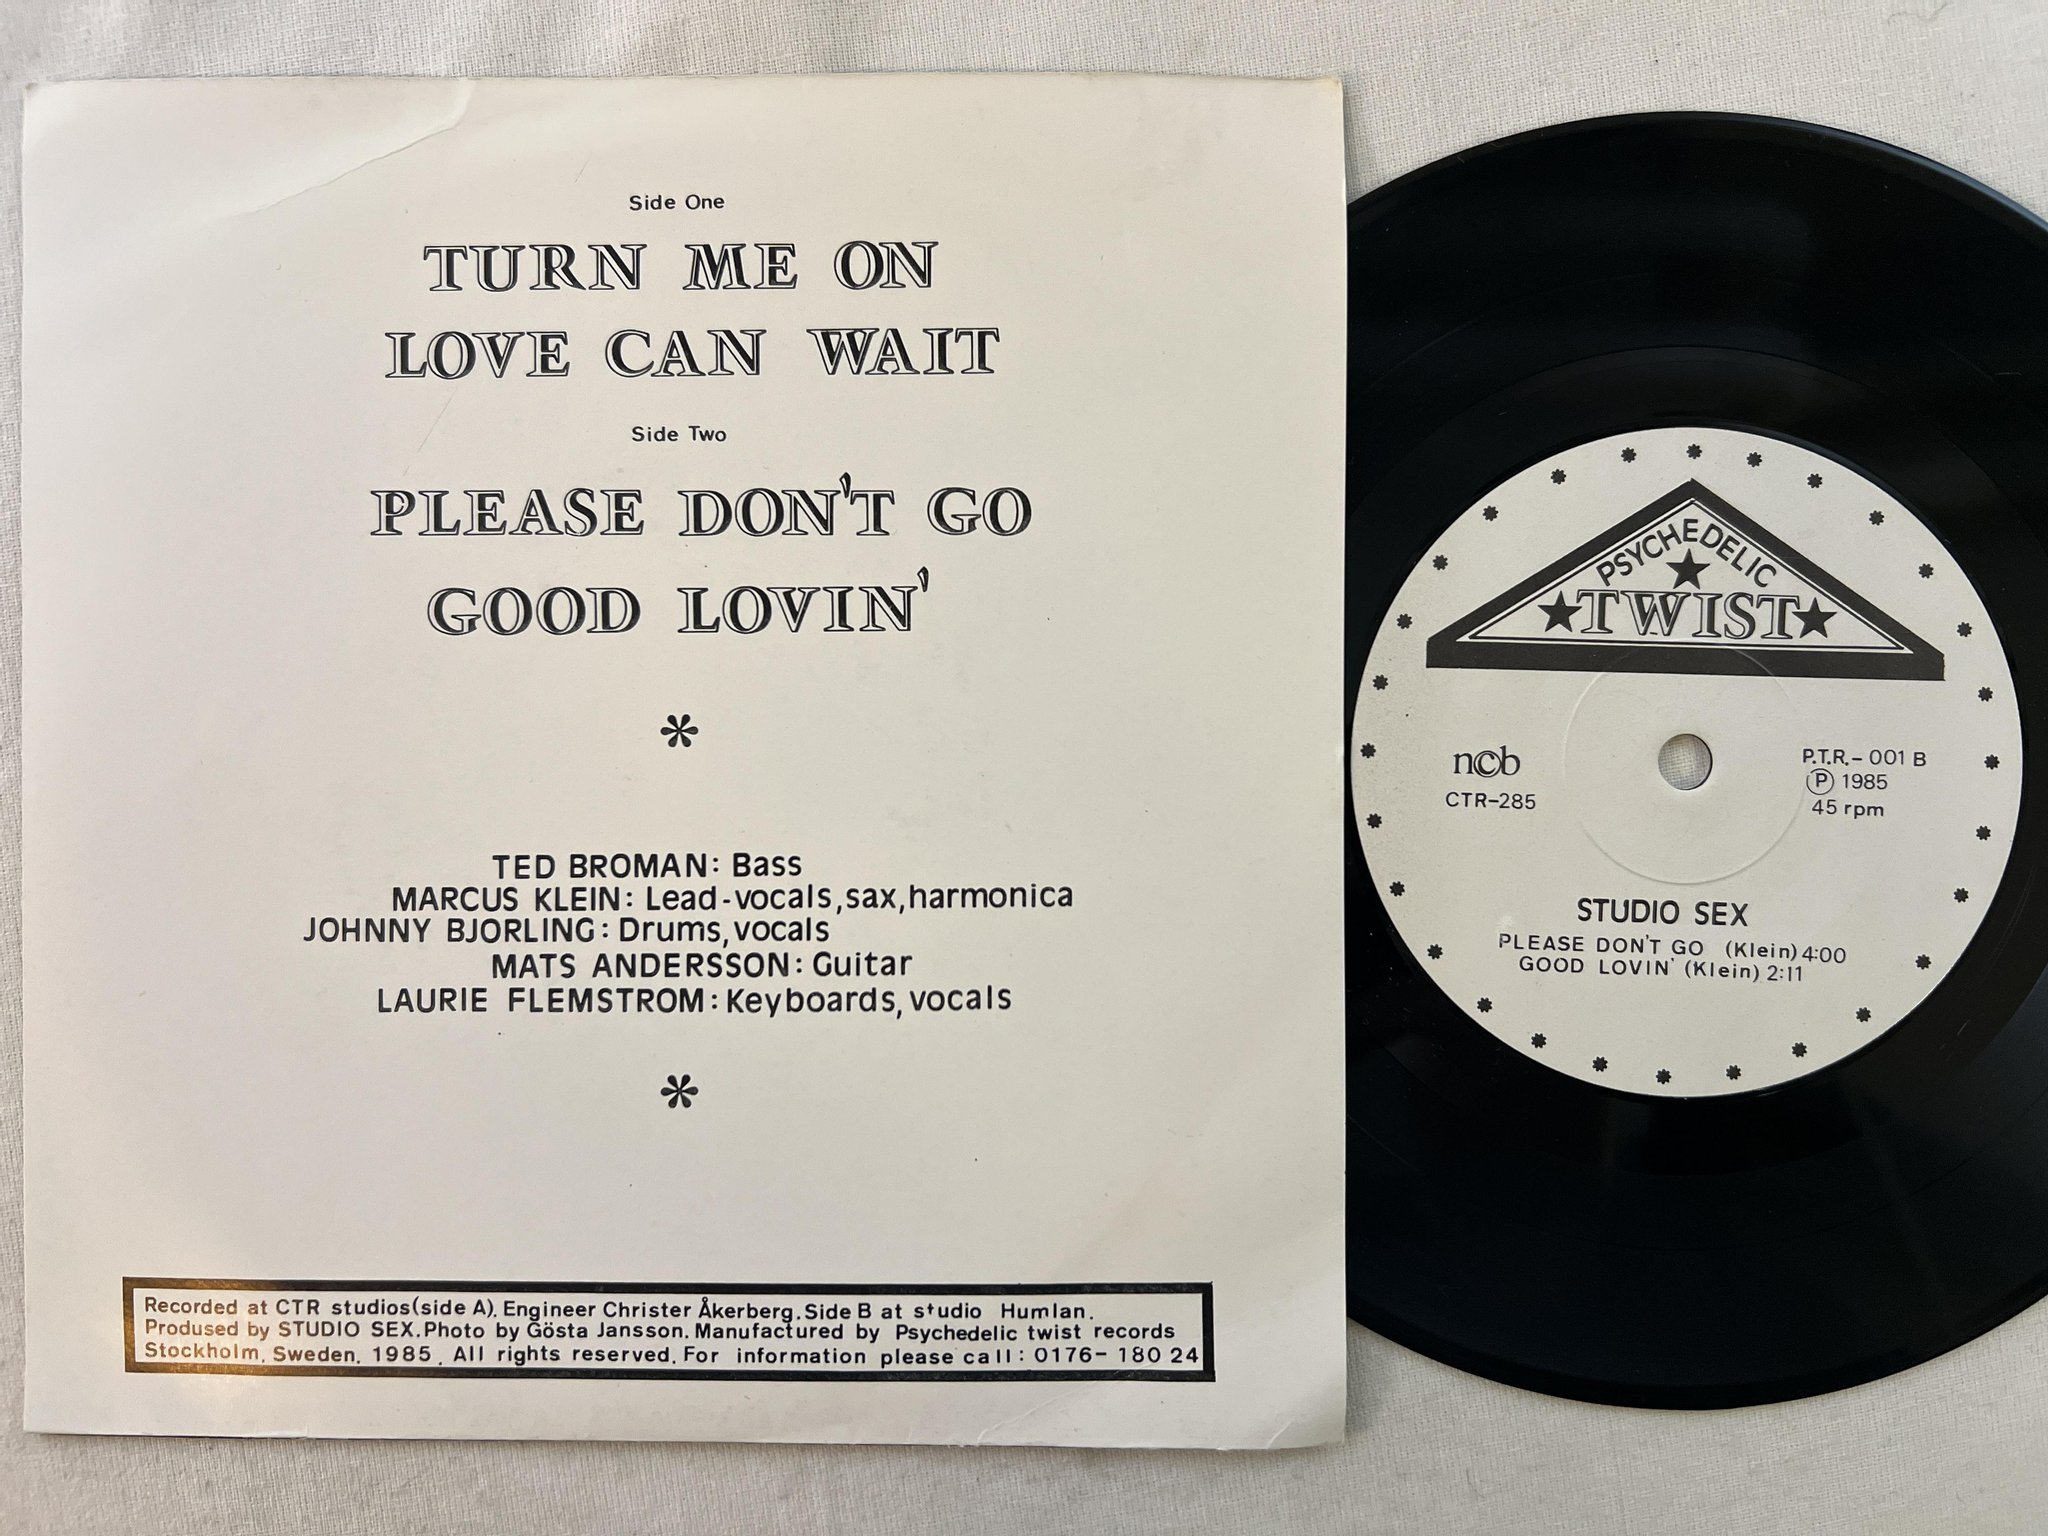 Side One
TURN ME ON
LOVE CAN WAIT
Side Two
PLEASE DON'T GO
GOOD LOVIN'
*
TED BROMAN: Bass
MARCUS KLEIN: Lead-vocals, sax, harmonica
JOHNNY BJORLING: Drums, vocals
MATS ANDERSSON: Guitar
LAURIE FLEMSTROM: Keyboards, vocals
*
Recorded at CTR studios(side A). Engineer Christer Åkerberg. Side B at studio Humlan.
Prodused by STUDIO SEX. Photo by Gösta Jansson. Manufactured by Psychedelic twist records
Stockholm, Sweden. 1985. All rights reserved. For information please call: 0176-180 24
PSYCHEDELIC
★
★TWIST★
ncb
CTR-285
P.T.R.- 001 B
Ⓟ 1985
45 rpm
STUDIO SEX
PLEASE DON'T GO (Klein) 4:00
GOOD LOVIN' (Klein) 2:11